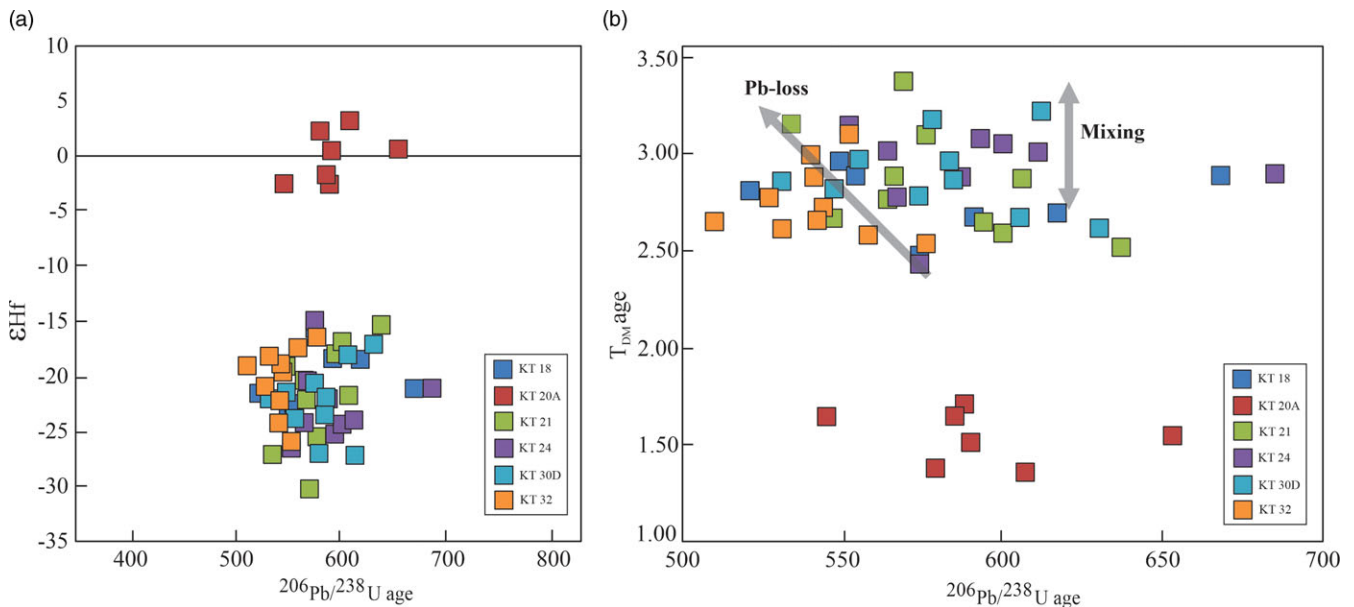 (a)
10
5
0
-5
-10
-15
-20
-25
-30
-35
εHf
400 500 600 700 800
206Pb/238U age
KT 18
KT 20A
KT 21
KT 24
KT 30D
KT 32
(b)
3.50
3.00
2.50
2.00
1.50
1.00
TDM age
Pb-loss
Mixing
500 550 600 650 700
206Pb/238U age
KT 18
KT 20A
KT 21
KT 24
KT 30D
KT 32